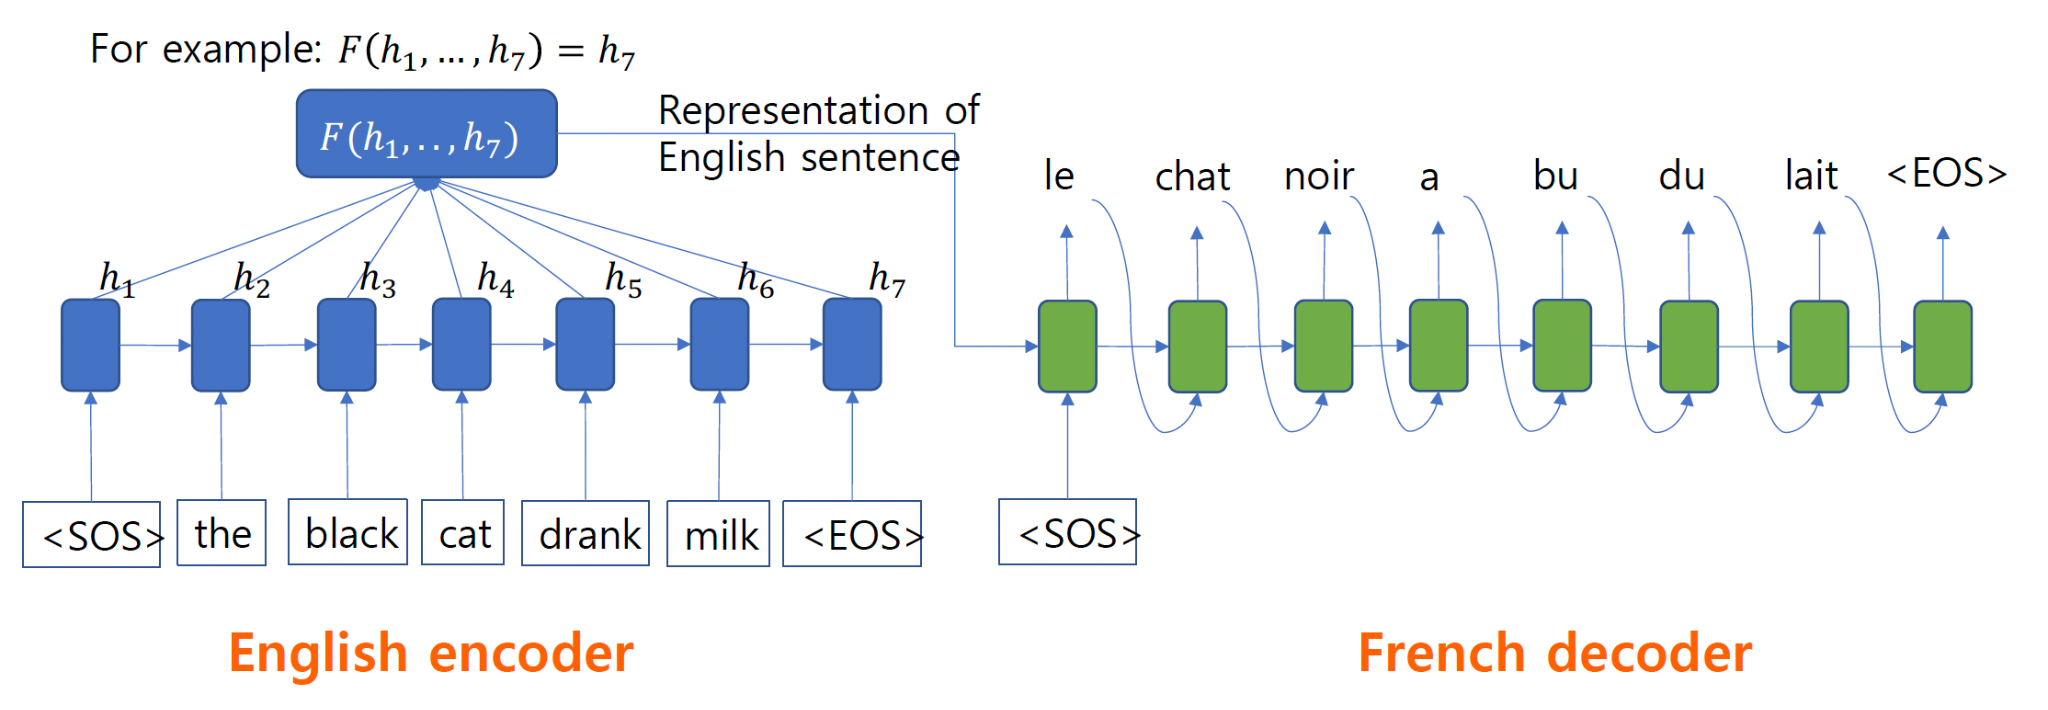 For example: F(h₁, … , h₇) = h₇
F(h₁, . . , h₇)
Representation of
English sentence
le chat noir a bu du lait <EOS>
h₁ h₂ h₃ h₄ h₅ h₆ h₇
<SOS> the black cat drank milk <EOS> <SOS>
English encoder French decoder